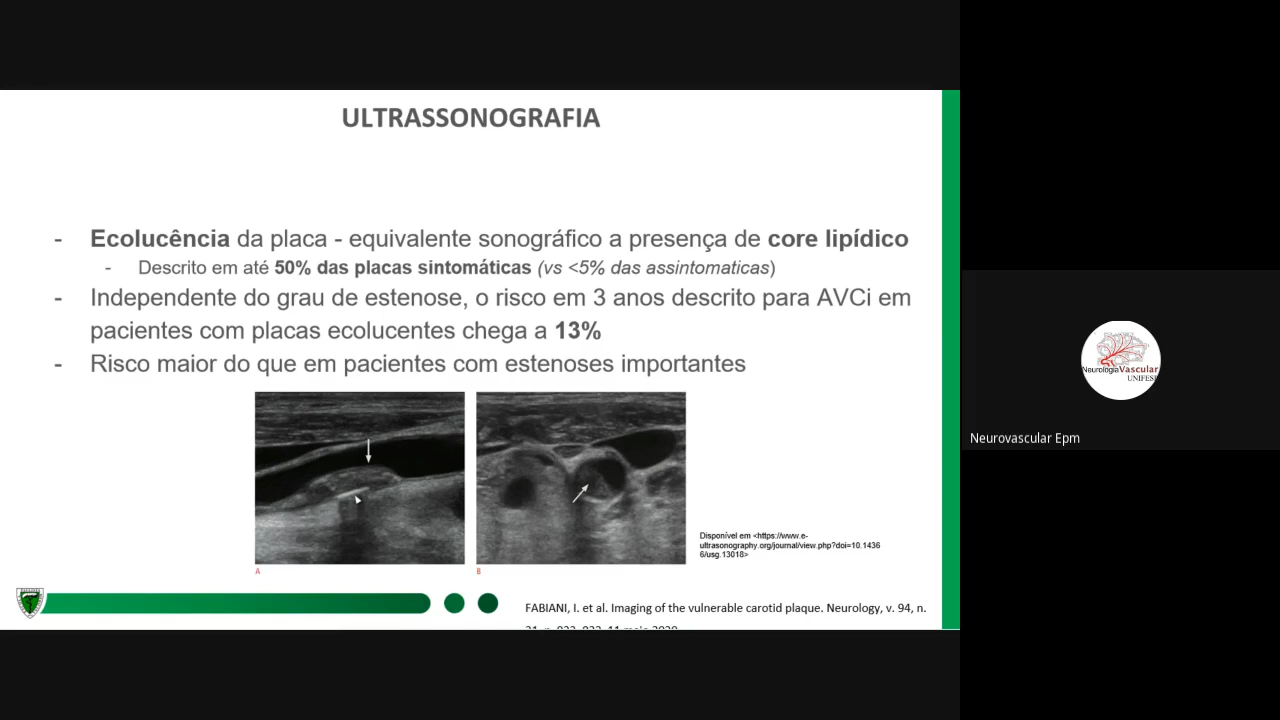 ULTRASSONOGRAFIA
- Ecolucência da placa - equivalente sonográfico a presença de core lipídico
- Descrito em até 50% das placas sintomáticas (vs <5% das assintomaticas)
- Independente do grau de estenose, o risco em 3 anos descrito para AVCi em
pacientes com placas ecolucentes chega a 13%
- Risco maior do que em pacientes com estenoses importantes
A
B
Disponível em <https://www.e-
ultrasonography.org/journal/view.php?doi=10.1436
6/usg.13018>
FABIANI, I. et al. Imaging of the vulnerable carotid plaque. Neurology, v. 94, n.
NeurologiaVascular
UNIFESP
Neurovascular Epm